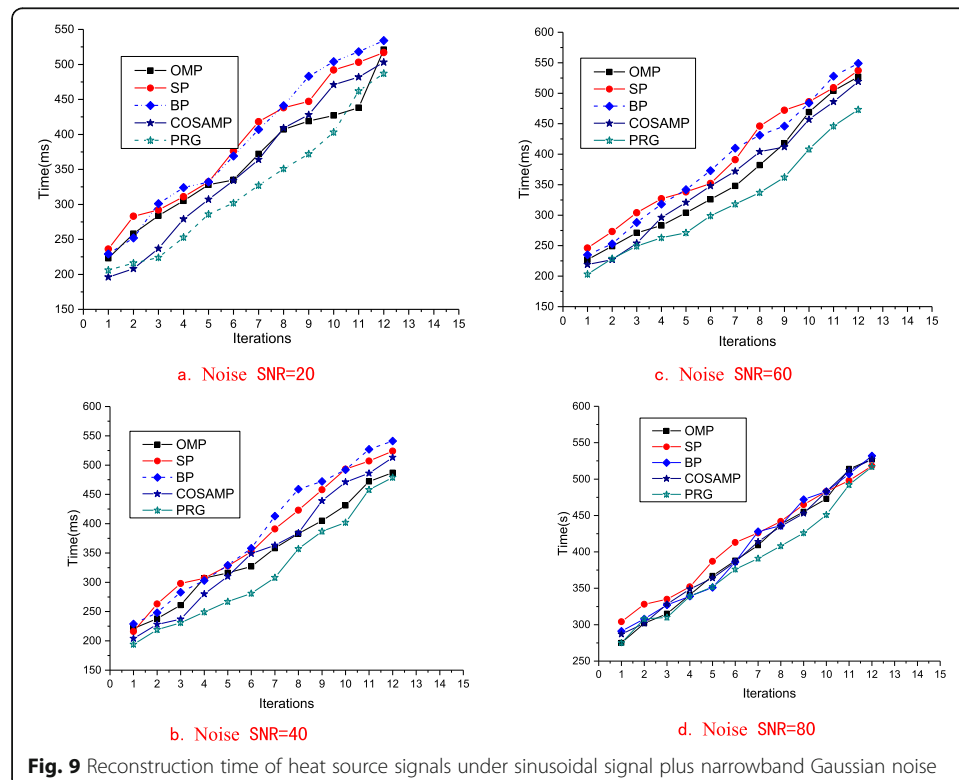 550
500
450
400
350
300
250
200
150
Time(ms)
OMP
SP
BP
COSAMP
PRG
0 1 2 3 4 5 6 7 8 9 10 11 12 13 14 15
Iterations
a. Noise SNR=20
600
550
500
450
400
350
300
250
200
150
Time(ms)
OMP
SP
BP
COSAMP
PRG
0 1 2 3 4 5 6 7 8 9 10 11 12 13 14 15
Iterations
c. Noise SNR=60
600
550
500
450
400
350
300
250
200
150
Time(ms)
OMP
SP
BP
COSAMP
PRG
0 1 2 3 4 5 6 7 8 9 10 11 12 13 14 15
Iterations
b. Noise SNR=40
600
550
500
450
400
350
300
250
Time(s)
OMP
SP
BP
COSAMP
PRG
0 1 2 3 4 5 6 7 8 9 10 11 12 13 14 15
Iterations
d. Noise SNR=80
Fig. 9 Reconstruction time of heat source signals under sinusoidal signal plus narrowband Gaussian noise